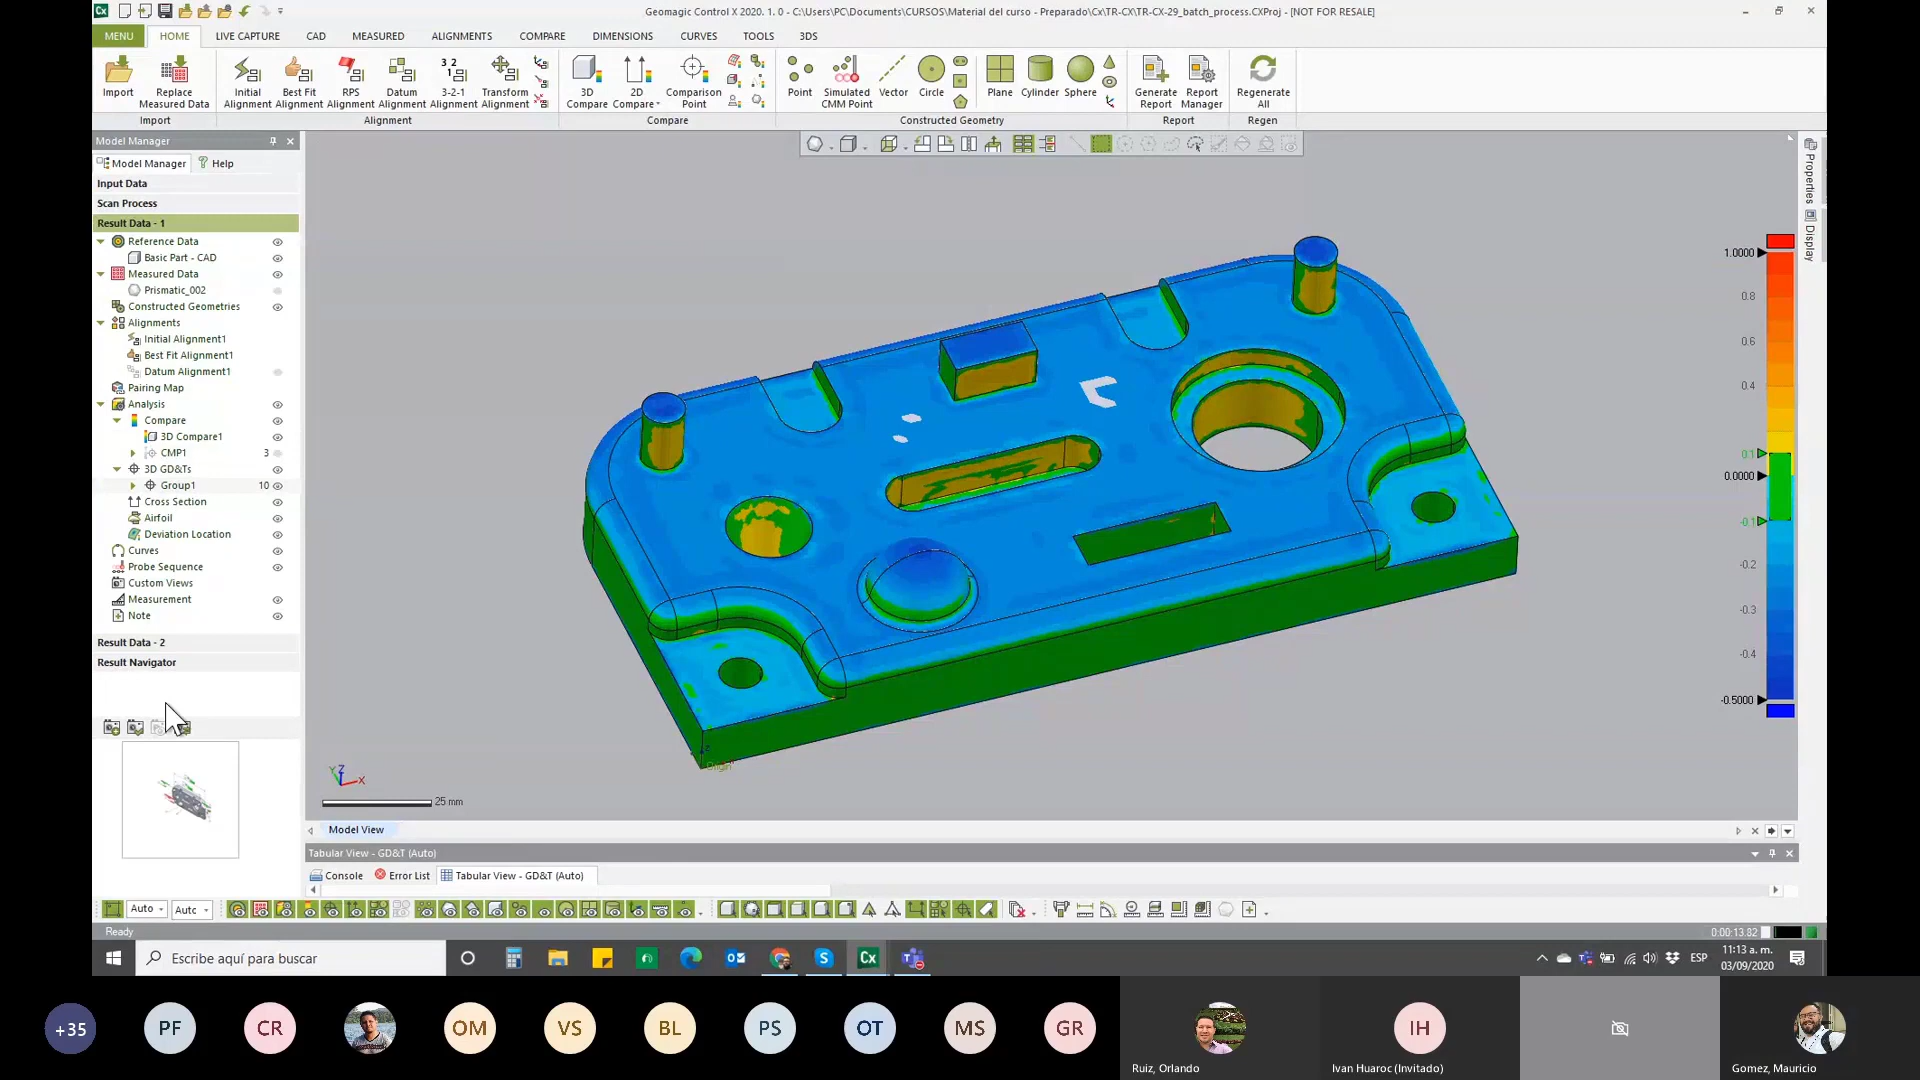 Geomagic Control X 2020. 1. 0 - C:\Users\PC\Documents\CURSOS\Material del curso - Preparado\Cx\TR-CX\TR-CX-29_batch_process.CXProj - [NOT FOR RESALE]
MENU HOME LIVE CAPTURE CAD MEASURED ALIGNMENTS COMPARE DIMENSIONS CURVES TOOLS 3DS
Import
Replace Measured Data
Initial Alignment
Best Fit Alignment
RPS Alignment
Datum Alignment
3-2-1 Alignment
Transform Alignment
3D Compare
2D Compare
Comparison Point
Point
Simulated CMM Point
Vector
Circle
Plane
Cylinder
Sphere
Generate Report
Report Manager
Regenerate All
Import Alignment Compare Constructed Geometry Report Regen
Model Manager
Model Manager Help
Input Data
Scan Process
Result Data - 1
Reference Data
Basic Part - CAD
Measured Data
Prismatic_002
Constructed Geometries
Alignments
Initial Alignment1
Best Fit Alignment1
Datum Alignment1
Pairing Map
Analysis
Compare
3D Compare1
CMP1 3
3D GD&Ts
Group1 10
Cross Section
Airfoil
Deviation Location
Curves
Probe Sequence
Custom Views
Measurement
Note
Result Data - 2
Result Navigator
Properties
Display
1.0000
0.8
0.6
0.4
0.1
0.0000
-0.1
-0.2
-0.3
-0.4
-0.5000
Z
Y
X
25 mm
Model View
Tabular View - GD&T (Auto)
Console Error List Tabular View - GD&T (Auto)
Auto Autc
Ready
0:00:13.82
Escribe aquí para buscar
Cx
ESP
11:13 a. m.
03/09/2020
+35 PF CR OM VS BL PS OT MS GR IH
Ruiz, Orlando
Ivan Huaroc (Invitado)
Gomez, Mauricio